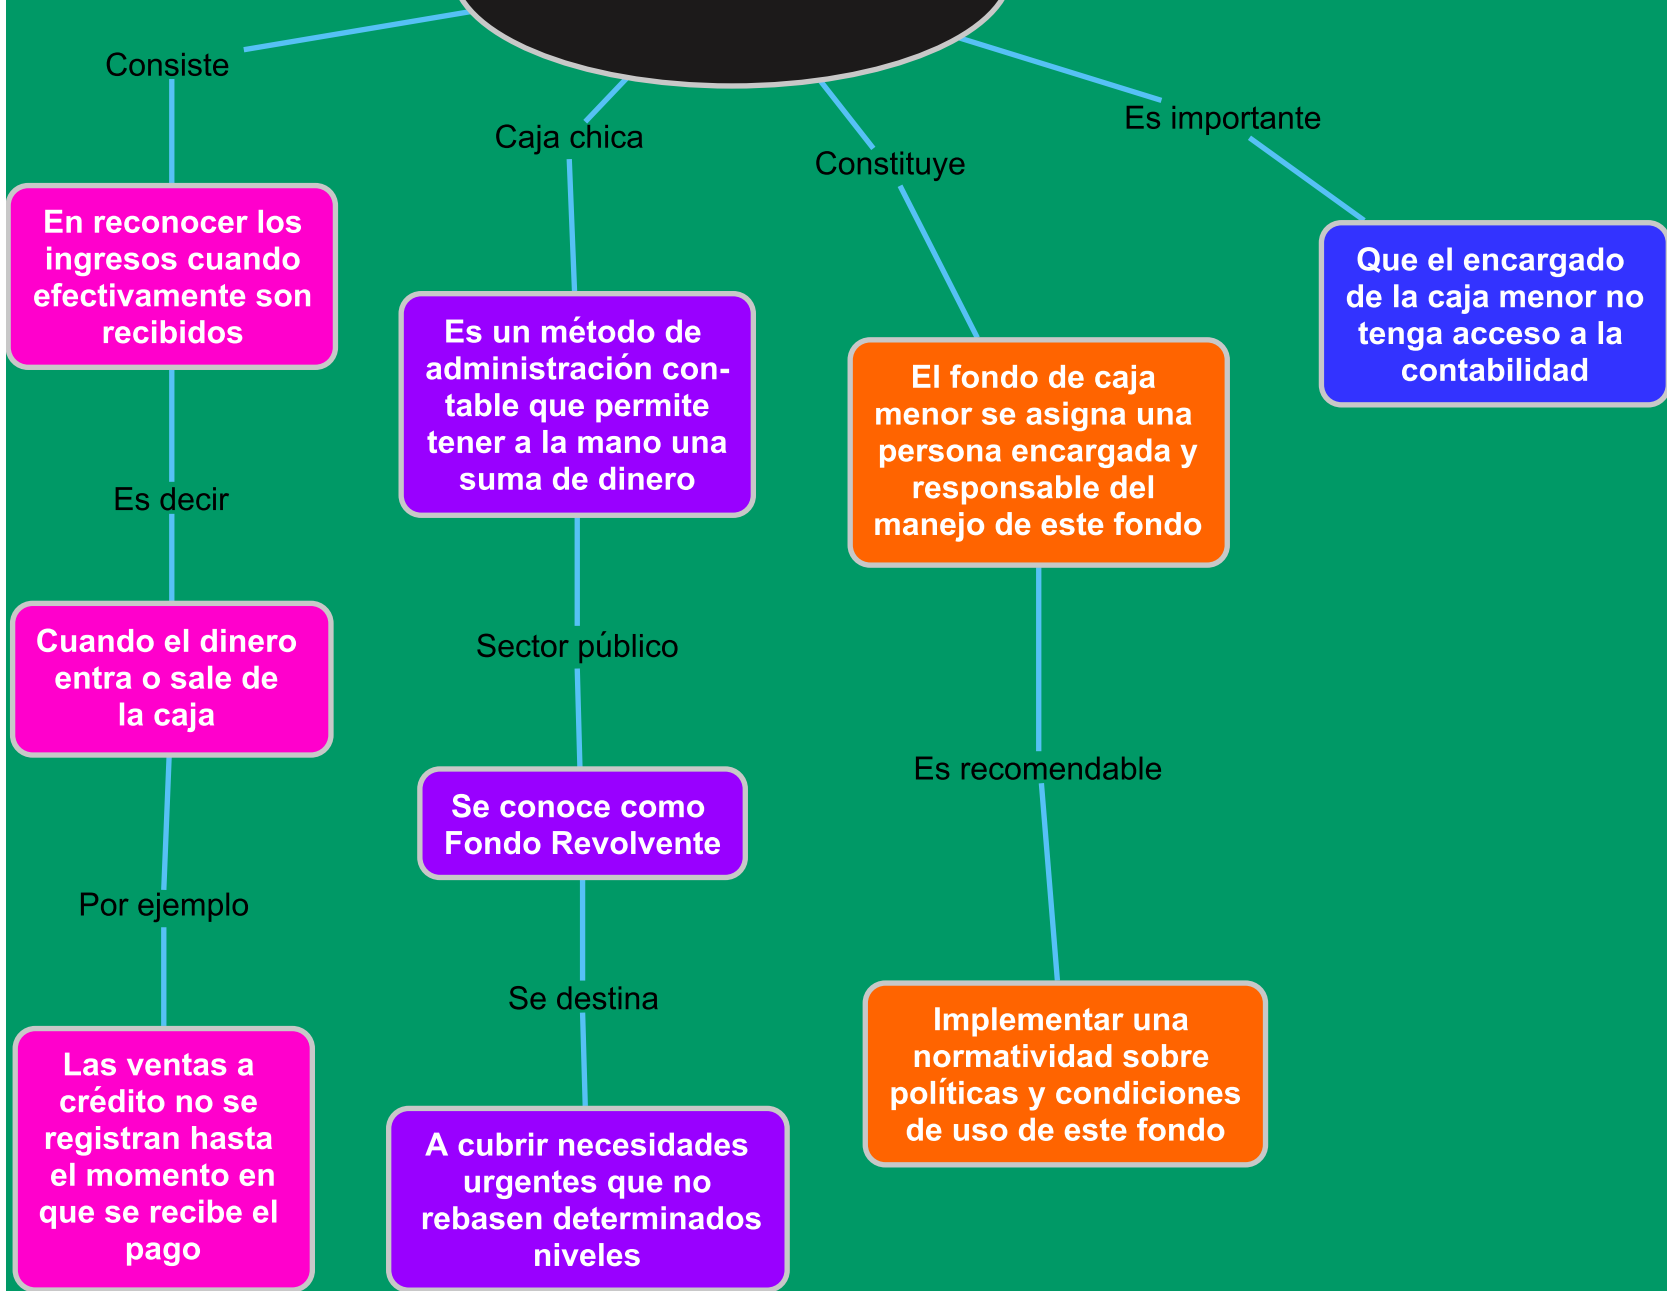 Consiste
En reconocer los
ingresos cuando
efectivamente son
recibidos
Es decir
Cuando el dinero
entra o sale de
la caja
Por ejemplo
Las ventas a
crédito no se
registran hasta
el momento en
que se recibe el
pago
Caja chica
Es un método de
administración con-
table que permite
tener a la mano una
suma de dinero
Sector público
Se conoce como
Fondo Revolvente
Se destina
A cubrir necesidades
urgentes que no
rebasen determinados
niveles
Constituye
El fondo de caja
menor se asigna una
persona encargada y
responsable del
manejo de este fondo
Es recomendable
Implementar una
normatividad sobre
políticas y condiciones
de uso de este fondo
Es importante
Que el encargado
de la caja menor no
tenga acceso a la
contabilidad